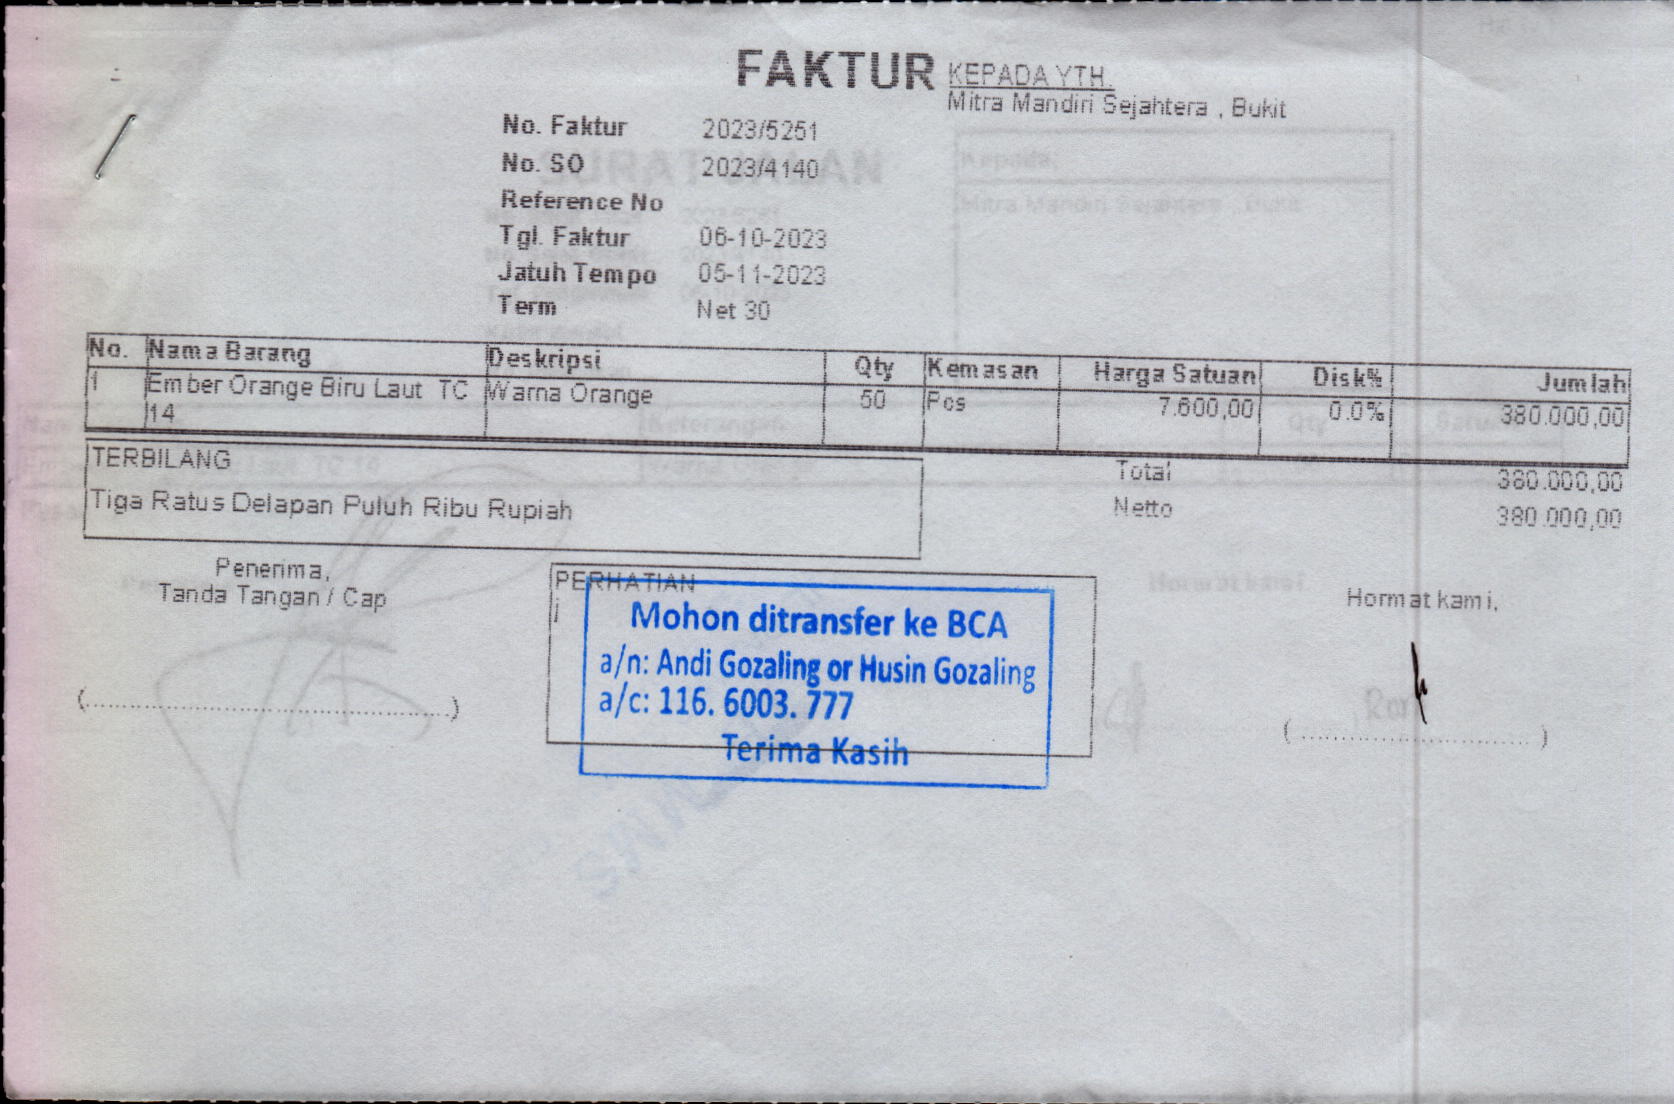 FAKTUR
KEPADA YTH.
Mitra Mandiri Sejahtera , Bukit
No. Faktur 2023/5251
No. SO 2023/4140
Reference No
Tgl. Faktur 06-10-2023
Jatuh Tempo 05-11-2023
Term Net 30
No. Nama Barang Deskripsi Qty Kemasan Harga Satuan Disk% Jumlah
1 Ember Orange Biru Laut TC Warna Orange 50 Pcs 7.600,00 0.0% 380.000,00
14
TERBILANG
Tiga Ratus Delapan Puluh Ribu Rupiah
Total 380.000,00
Netto 380.000,00
Penerima,
Tanda Tangan / Cap
PERHATIAN
i
Mohon ditransfer ke BCA
a/n: Andi Gozaling or Husin Gozaling
a/c: 116. 6003. 777
Terima Kasih
Hormat kami,
(....................................................)
( .................................. )